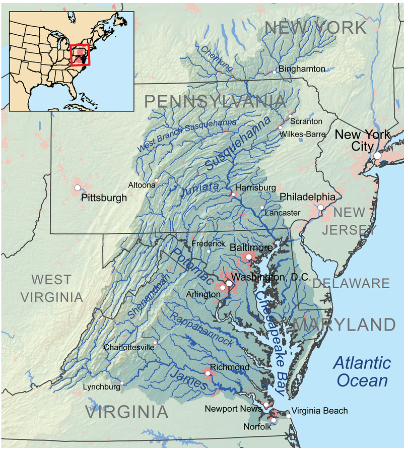 NEW YORK
Chemung
Binghamton
PENNSYLVANIA
Scranton
West Branch Susquehanna
Wilkes-Barre
Susquehanna
New York
City
Altoona
Juniata
Harrisburg
Pittsburgh
Philadelphia
Lancaster
NEW
JERSEY
Frederick
Baltimore
Potomac
WEST
VIRGINIA
Washington, D.C.
Shenandoah
Arlington
DELAWARE
Chesapeake Bay
MARYLAND
Rappahannock
Charlottesville
Atlantic
Ocean
Richmond
James
Lynchburg
VIRGINIA
Newport News
Virginia Beach
Norfolk